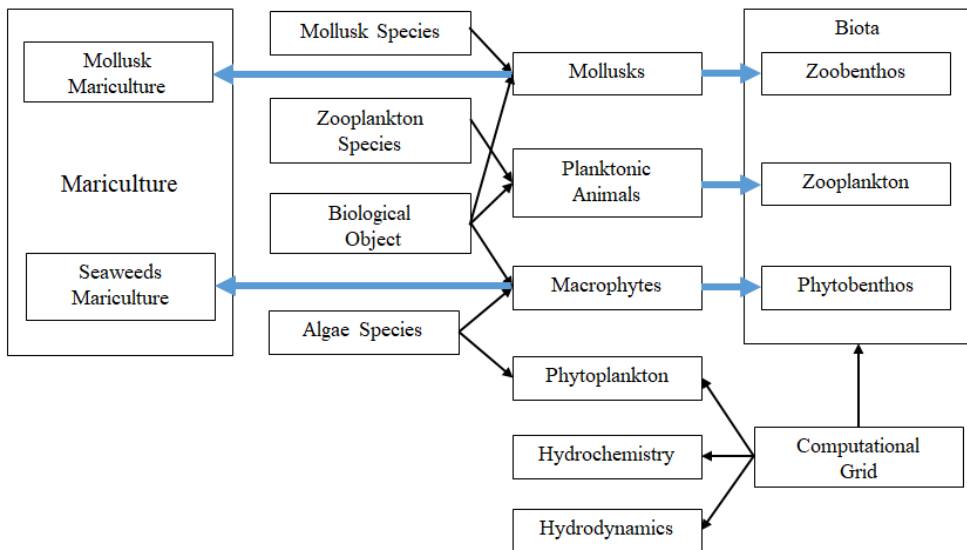 Mollusk Species
Biota
Mollusk
Mariculture
Mollusks
Zoobenthos
Zooplankton
Species
Mariculture
Planktonic
Animals
Zooplankton
Biological
Object
Seaweeds
Mariculture
Macrophytes
Phytobenthos
Algae Species
Phytoplankton
Hydrochemistry
Computational
Grid
Hydrodynamics